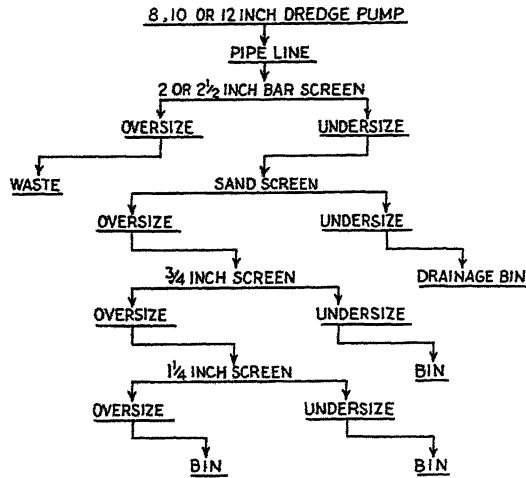 8,10 OR 12 INCH DREDGE PUMP
PIPE LINE
2 OR 2½ INCH BAR SCREEN
OVERSIZE UNDERSIZE
WASTE SAND SCREEN
OVERSIZE UNDERSIZE
¾ INCH SCREEN DRAINAGE BIN
OVERSIZE UNDERSIZE
1¼ INCH SCREEN BIN
OVERSIZE UNDERSIZE
BIN BIN